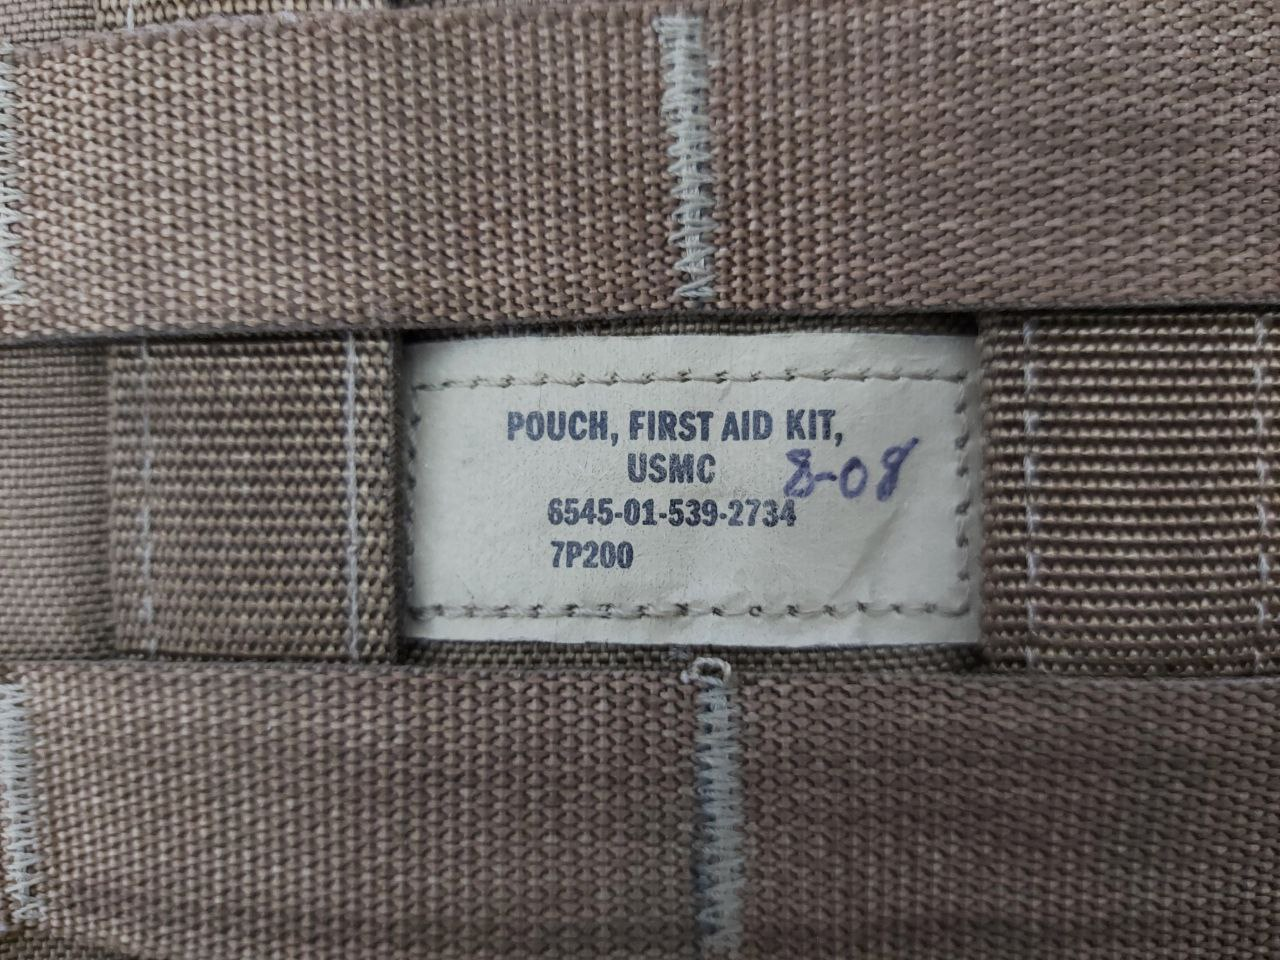 POUCH, FIRST AID KIT,
USMC 8-08
6545-01-539-2734
7P200